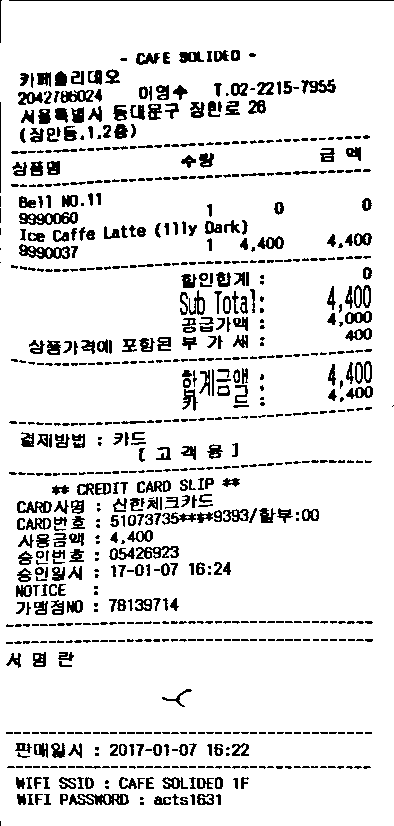 - CAFE SOLIDEO -
카페솔리데오
2042786024 이영수 T.02-2215-7955
서울특별시 동대문구 장한로 26
(장안동,1,2층)
상품명 수량 금액
Bell NO.11
9990060 1 0 0
Ice Caffe Latte (illy Dark)
9990037 1 4,400 4,400
할인합계 : 0
Sub Total: 4,400
공급가액 : 4,000
상품가격에 포함된 부 가 세 : 400
합계금액 : 4,400
카 드 : 4,400
결제방법 : 카드
[ 고 객 용 ]
** CREDIT CARD SLIP **
CARD사명 : 신한체크카드
CARD번호 : 51073735****9393/할부:00
사용금액 : 4,400
승인번호 : 05426923
승인일시 : 17-01-07 16:24
NOTICE :
가맹점NO : 78139714
서 명 란
판매일시 : 2017-01-07 16:22
WIFI SSID : CAFE SOLIDEO 1F
WIFI PASSWORD : acts1631